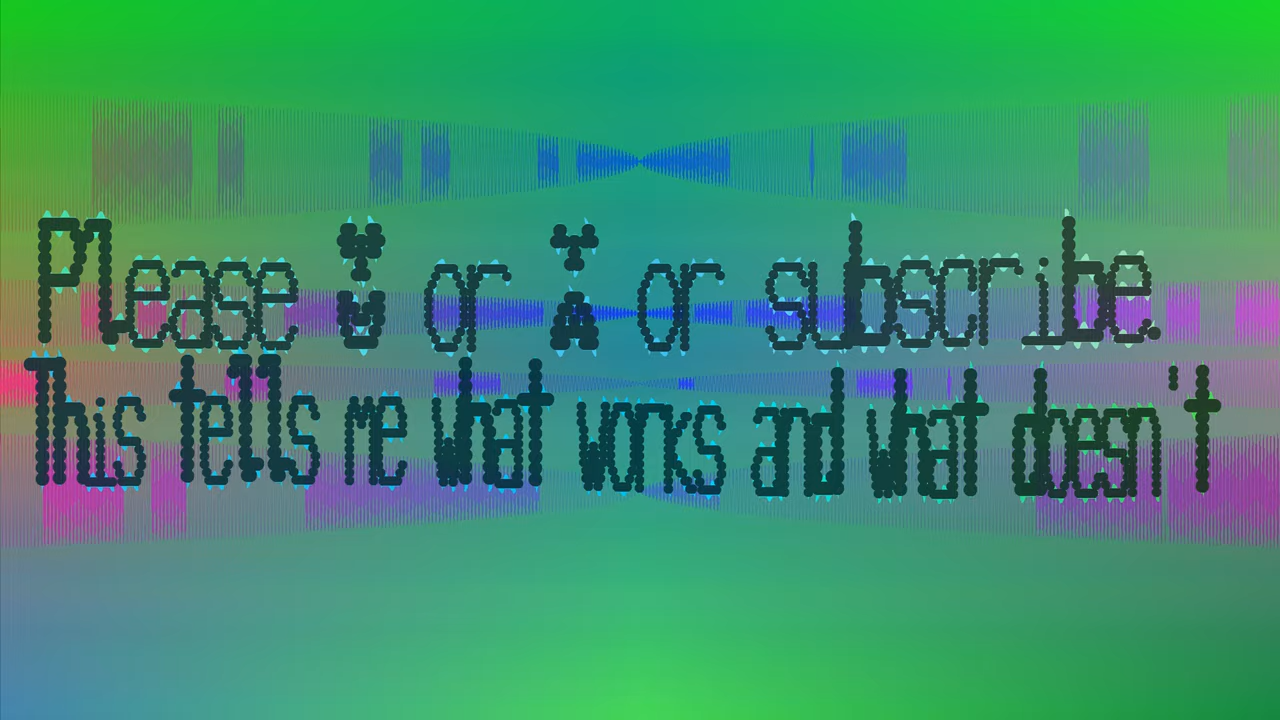 Please or or subscribe.
This tells me what works and what doesn't